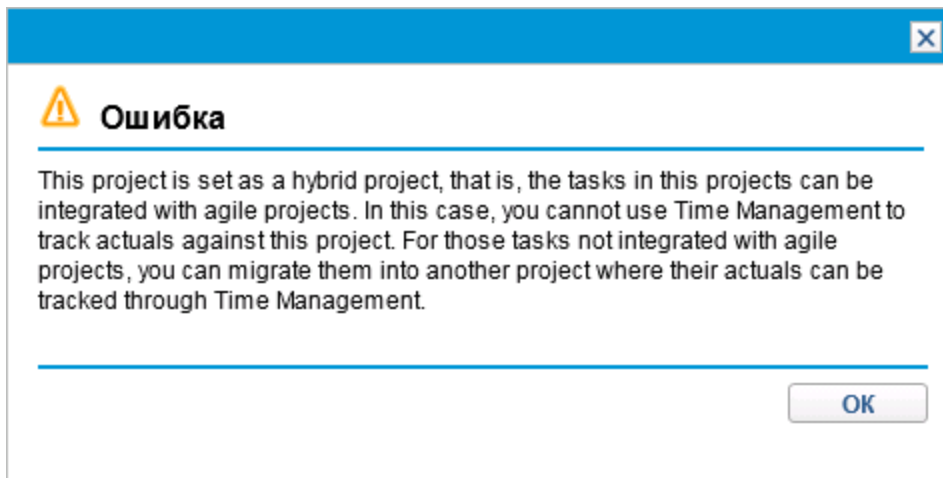 Ошибка
This project is set as a hybrid project, that is, the tasks in this projects can be
integrated with agile projects. In this case, you cannot use Time Management to
track actuals against this project. For those tasks not integrated with agile
projects, you can migrate them into another project where their actuals can be
tracked through Time Management.
ОК